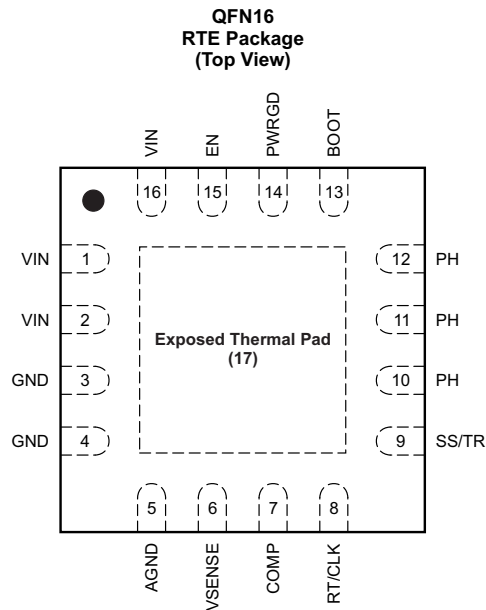 QFN16
RTE Package
(Top View)
VIN
EN
PWRGD
BOOT
16
15
14
13
VIN 1
12 PH
VIN 2
11 PH
Exposed Thermal Pad
(17)
GND 3
10 PH
GND 4
9 SS/TR
5
6
7
8
AGND
VSENSE
COMP
RT/CLK